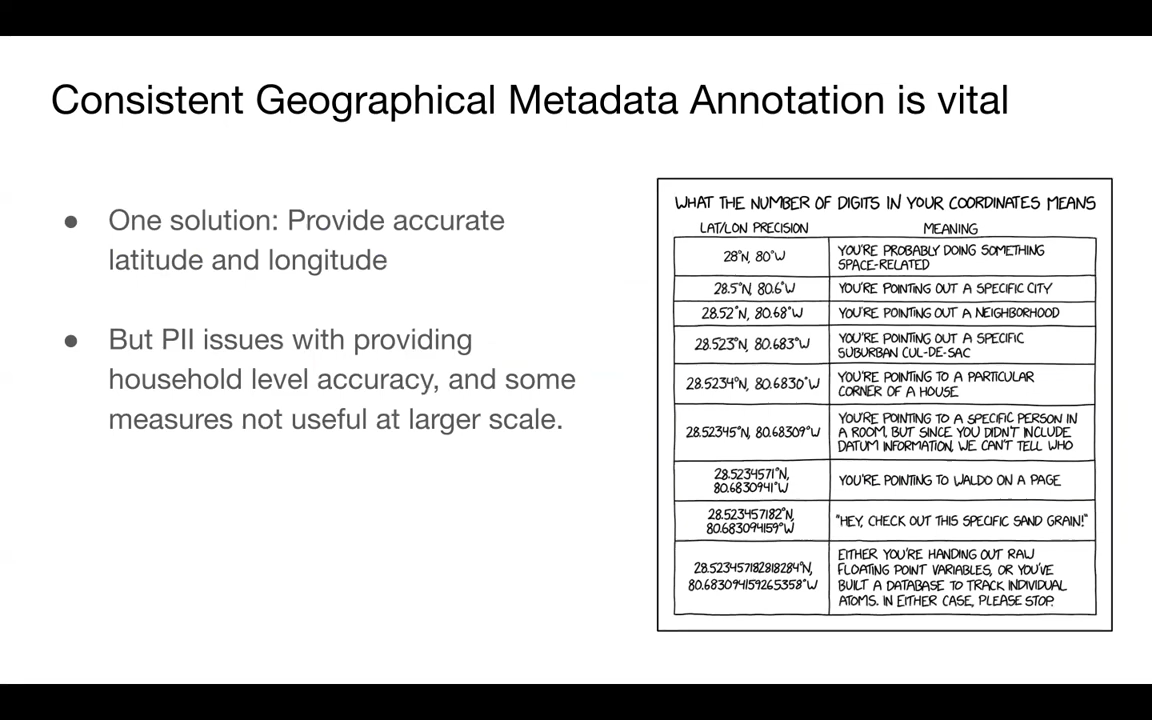 Consistent Geographical Metadata Annotation is vital
● One solution: Provide accurate
latitude and longitude
● But PII issues with providing
household level accuracy, and some
measures not useful at larger scale.
WHAT THE NUMBER OF DIGITS IN YOUR COORDINATES MEANS
LAT/LON PRECISION MEANING
28°N, 80°W
YOU'RE PROBABLY DOING SOMETHING
SPACE-RELATED
28.5°N, 80.6°W
YOU'RE POINTING OUT A SPECIFIC CITY
28.52°N, 80.68°W
YOU'RE POINTING OUT A NEIGHBORHOOD
28.523°N, 80.683°W
YOU'RE POINTING OUT A SPECIFIC
SUBURBAN CUL-DE-SAC
28.5234°N, 80.6830°W
YOU'RE POINTING TO A PARTICULAR
CORNER OF A HOUSE
28.52345°N, 80.68309°W
YOU'RE POINTING TO A SPECIFIC PERSON IN
A ROOM, BUT SINCE YOU DIDN'T INCLUDE
DATUM INFORMATION, WE CAN'T TELL WHO
28.5234571°N,
80.6830941°W
YOU'RE POINTING TO WALDO ON A PAGE
28.523457182°N,
80.683094159°W
"HEY, CHECK OUT THIS SPECIFIC SAND GRAIN!"
28.523457182818284°N,
80.683094159265358°W
EITHER YOU'RE HANDING OUT RAW
FLOATING POINT VARIABLES, OR YOU'VE
BUILT A DATABASE TO TRACK INDIVIDUAL
ATOMS. IN EITHER CASE, PLEASE STOP.